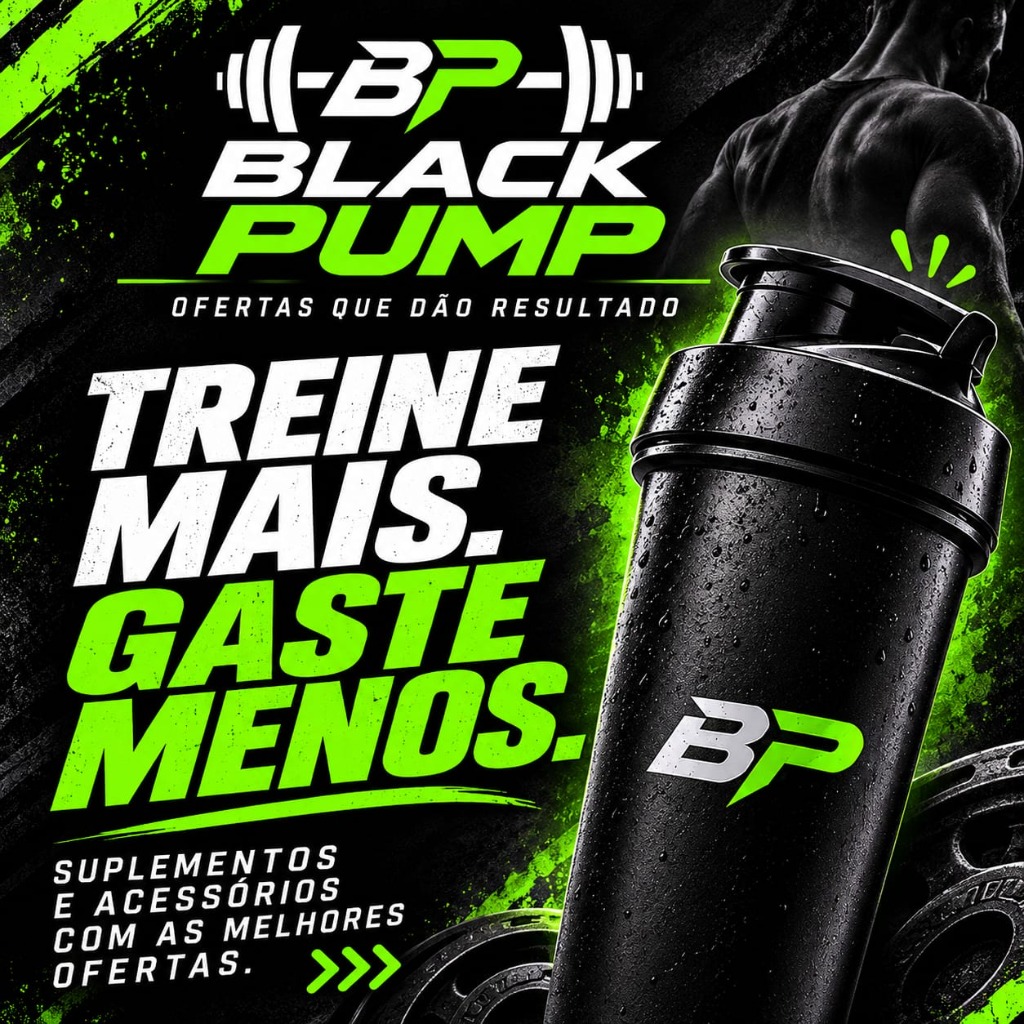 BP
BLACK
PUMP
OFERTAS QUE DÃO RESULTADO
TREINE
MAIS.
GASTE
MENOS.
SUPLEMENTOS
E ACESSÓRIOS
COM AS MELHORES
OFERTAS.
BP